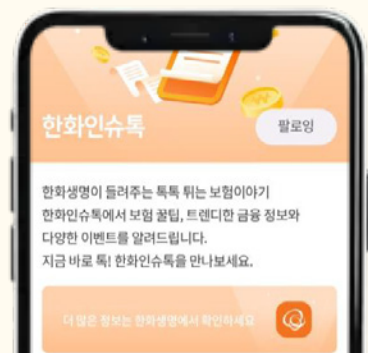 한화인슈톡
팔로잉
한화생명이 들려주는 톡톡 튀는 보험이야기
한화인슈톡에서 보험 꿀팁, 트렌디한 금융 정보와
다양한 이벤트를 알려드립니다.
지금 바로 톡! 한화인슈톡을 만나보세요.
더 많은 정보는 한화생명에서 확인하세요